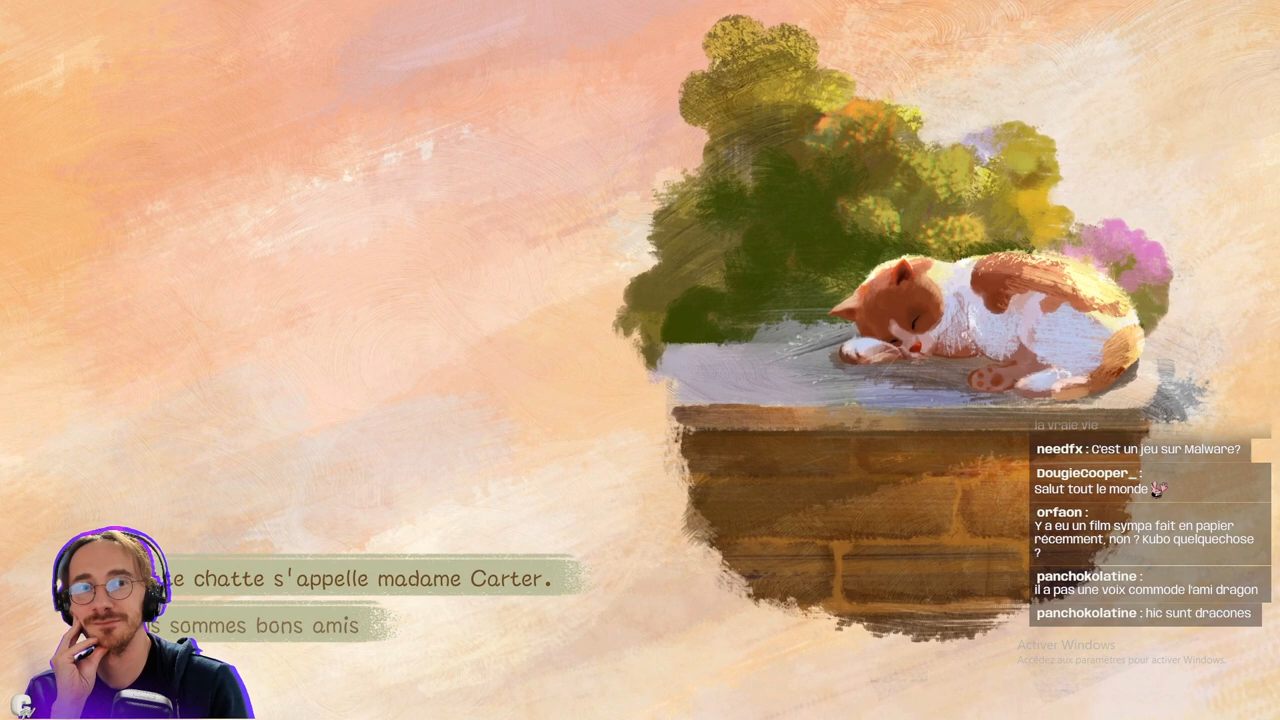 te chatte s'appelle madame Carter.
s sommes bons amis
la vraie vie
needfx : C'est un jeu sur Malware?
DougieCooper_ :
Salut tout le monde
orfaon :
Y a eu un film sympa fait en papier
récemment, non ? Kubo quelquechose
?
panchokolatine :
il a pas une voix commode l'ami dragon
panchokolatine : hic sunt dracones
Activer Windows
Accédez aux paramètres pour activer Windows.